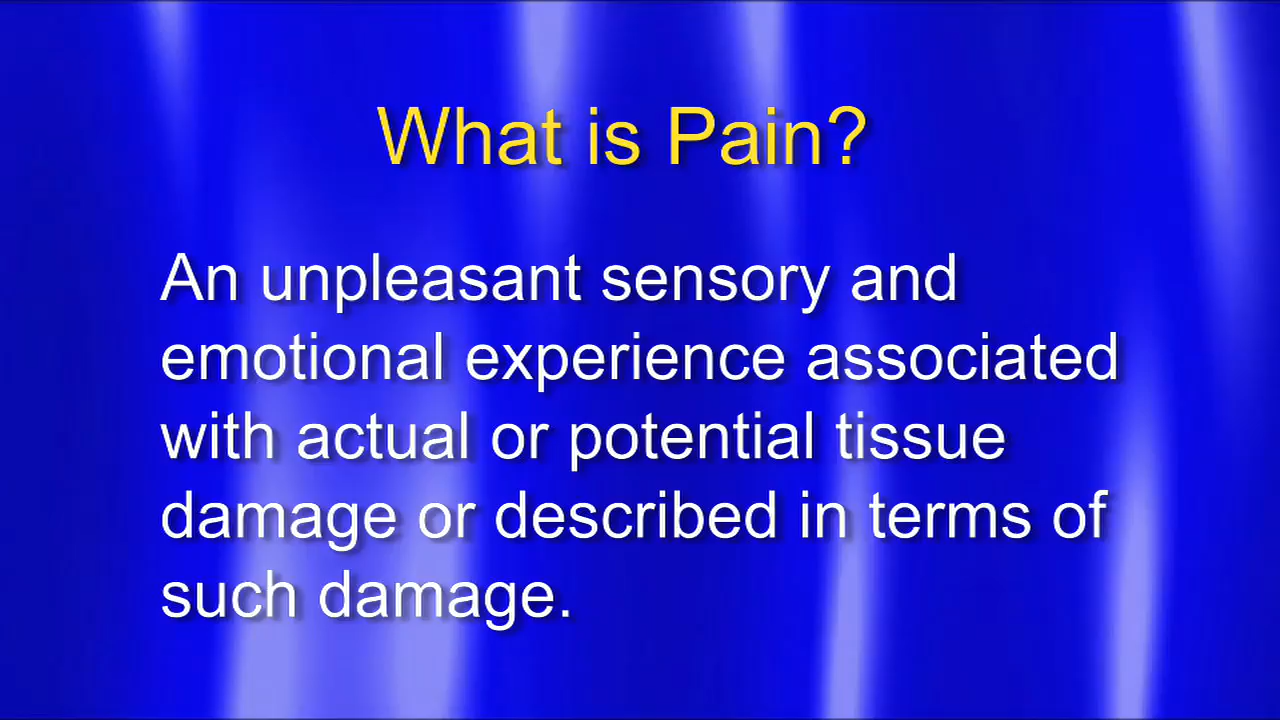 What is Pain?
An unpleasant sensory and
emotional experience associated
with actual or potential tissue
damage or described in terms of
such damage.